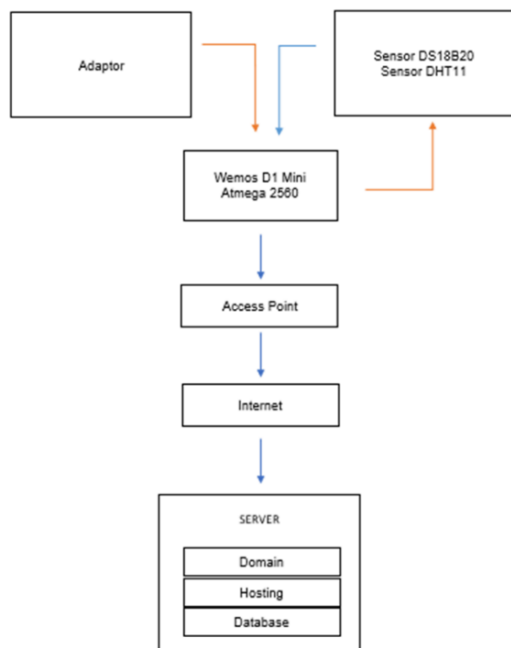 Adaptor
Sensor DS18B20
Sensor DHT11
Wemos D1 Mini
Atmega 2560
Access Point
Internet
SERVER
Domain
Hosting
Database